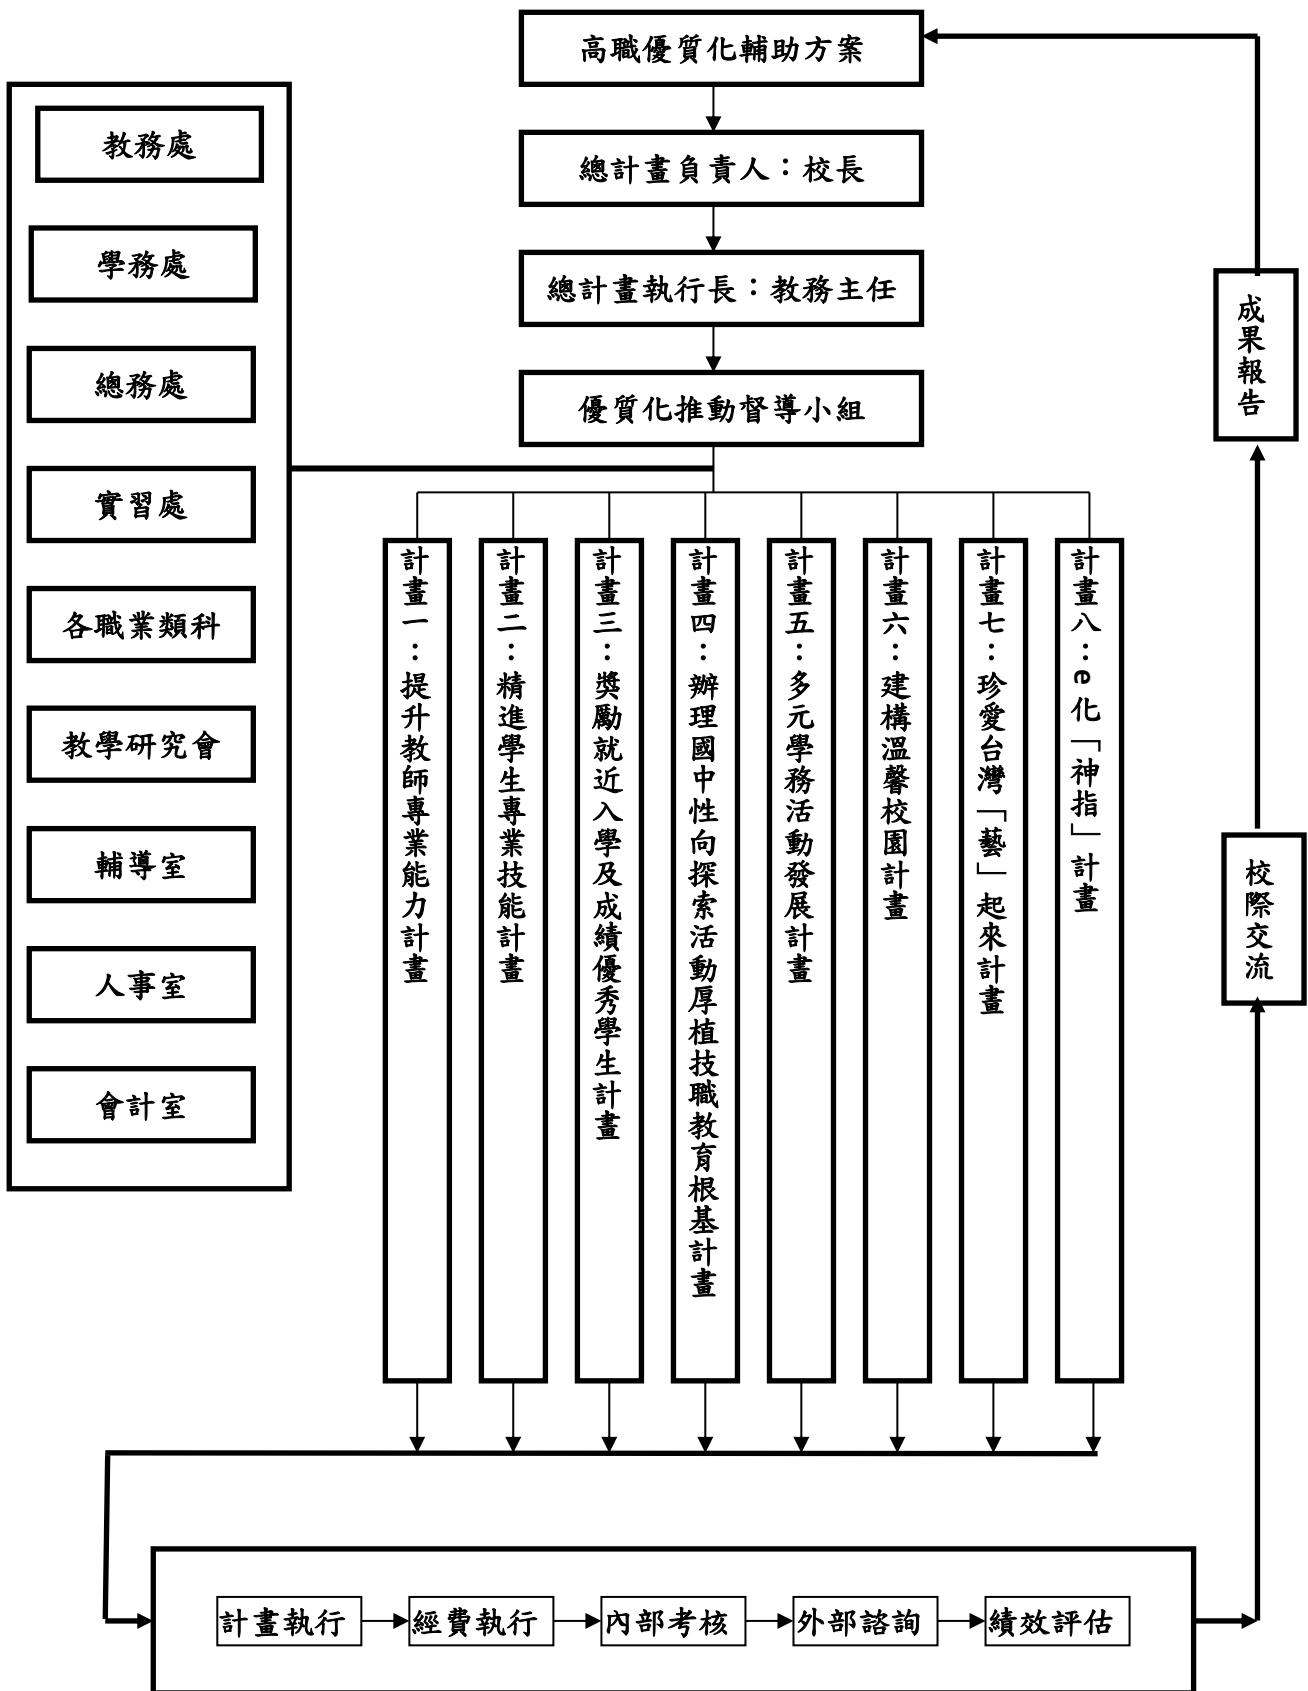 高職優質化輔助方案
總計畫負責人：校長
總計畫執行長：教務主任
優質化推動督導小組
教務處
學務處
總務處
實習處
各職業類科
教學研究會
輔導室
人事室
會計室
計畫一：提升教師專業能力計畫
計畫二：精進學生專業技能計畫
計畫三：獎勵就近入學及成績優秀學生計畫
計畫四：辦理國中性向探索活動厚植技職教育根基計畫
計畫五：多元學務活動發展計畫
計畫六：建構溫馨校園計畫
計畫七：珍愛台灣「藝」起來計畫
計畫八：e化「神指」計畫
成果報告
校際交流
計畫執行
經費執行
內部考核
外部諮詢
績效評估